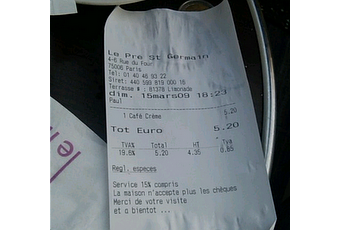 Le Pre St Germain
4-6 Rue du Four
75006 Paris
Tel: 01 40 46 93 22
Siret: 440 599 819 000 16
Terrasse # : 81378 Limonade
dim. 15mars09 18:23
Paul
1 Café Crème 5.20
Tot Euro 5.20
TVA% Total HT Tva
19.6% 5.20 4.35 0.85
Regl. especes
Service 15% compris
La maison n'accepte plus les chèques
Merci de votre visite
et a bientot ...